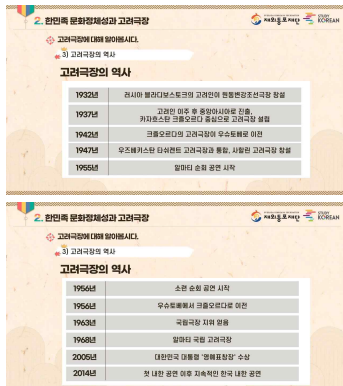 2. 한민족 문화정체성과 고려극장
재외동포재단
STUDY KOREAN
고려극장에 대해 알아봅시다.
3) 고려극장의 역사
고려극장의 역사
1932년 러시아 블라디보스토크의 고려인이 원동변강조선극장 창설
1937년 고려인 이주 후 중앙아시아로 진출,
카자흐스탄 크즐오르다 중심으로 고려극장 설립
1942년 크즐오르다의 고려극장이 우슈토베로 이전
1947년 우즈베키스탄 타쉬켄트 고려극장과 통합, 사할린 고려극장 창설
1955년 알마티 순회 공연 시작
2. 한민족 문화정체성과 고려극장
재외동포재단
STUDY KOREAN
고려극장에 대해 알아봅시다.
3) 고려극장의 역사
고려극장의 역사
1956년 소련 순회 공연 시작
1956년 우슈토베에서 크즐오르다로 이전
1963년 국립극장 지위 얻음
1968년 알마티 국립 고려극장
2005년 대한민국 대통령 '명예표창장' 수상
2014년 첫 내한 공연 이후 지속적인 한국 내한 공연